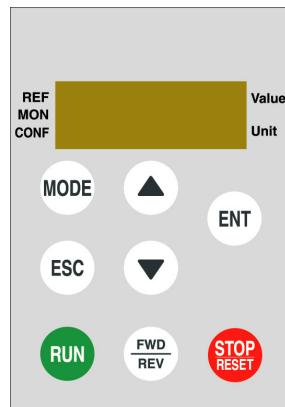 REF
Value
MON
CONF
Unit
MODE
ENT
ESC
RUN
FWD
REV
STOP
RESET